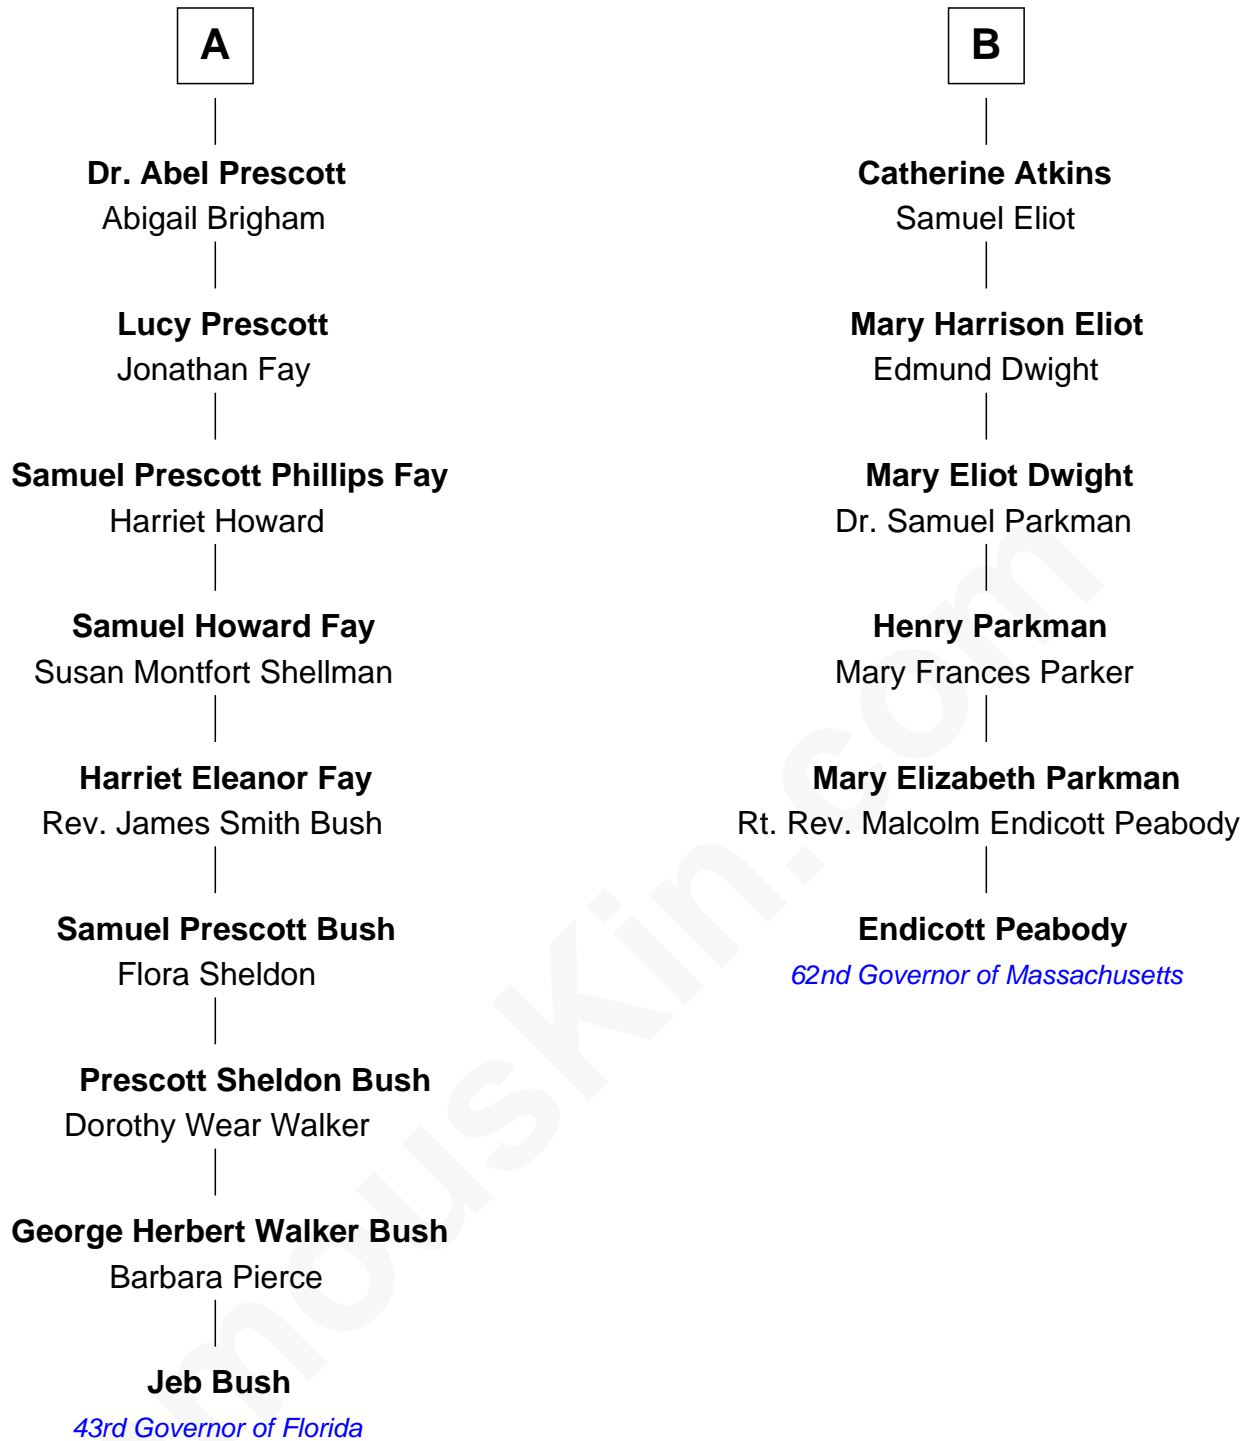 A
Dr. Abel Prescott
Abigail Brigham
Lucy Prescott
Jonathan Fay
Samuel Prescott Phillips Fay
Harriet Howard
Samuel Howard Fay
Susan Montfort Shellman
Harriet Eleanor Fay
Rev. James Smith Bush
Samuel Prescott Bush
Flora Sheldon
Prescott Sheldon Bush
Dorothy Wear Walker
George Herbert Walker Bush
Barbara Pierce
Jeb Bush
43rd Governor of Florida
B
Catherine Atkins
Samuel Eliot
Mary Harrison Eliot
Edmund Dwight
Mary Eliot Dwight
Dr. Samuel Parkman
Henry Parkman
Mary Frances Parker
Mary Elizabeth Parkman
Rt. Rev. Malcolm Endicott Peabody
Endicott Peabody
62nd Governor of Massachusetts
mousKin.com